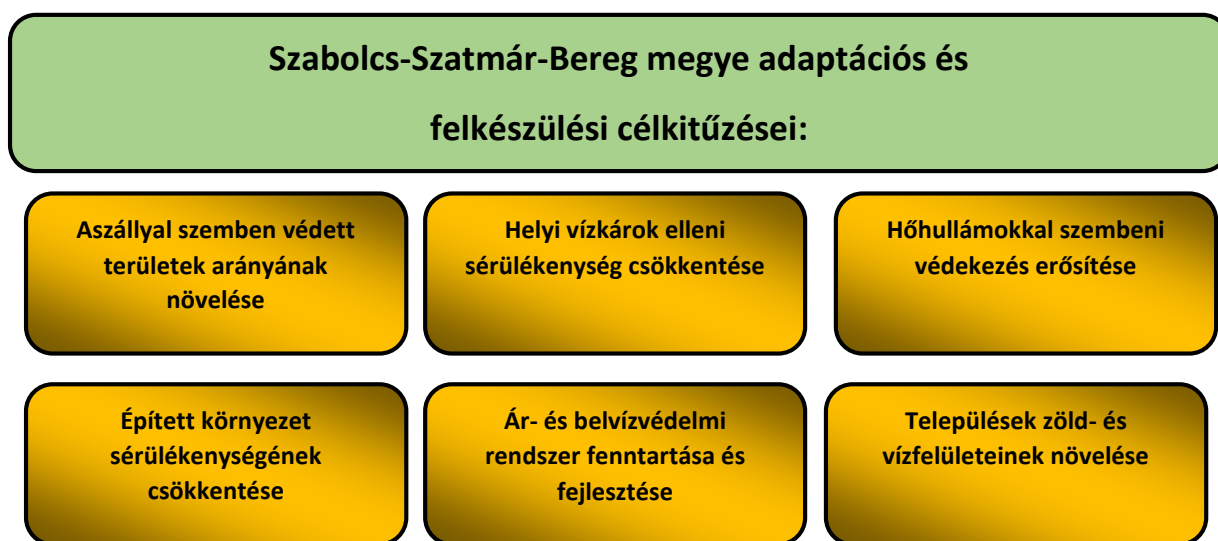 Szabolcs-Szatmár-Bereg megye adaptációs és
felkészülési célkitűzései:
Aszállyal szemben védett
területek arányának
növelése
Helyi vízkárok elleni
sérülékenység csökkentése
Hőhullámokkal szembeni
védekezés erősítése
Épített környezet
sérülékenységének
csökkentése
Ár- és belvízvédelmi
rendszer fenntartása és
fejlesztése
Települések zöld- és
vízfelületeinek növelése